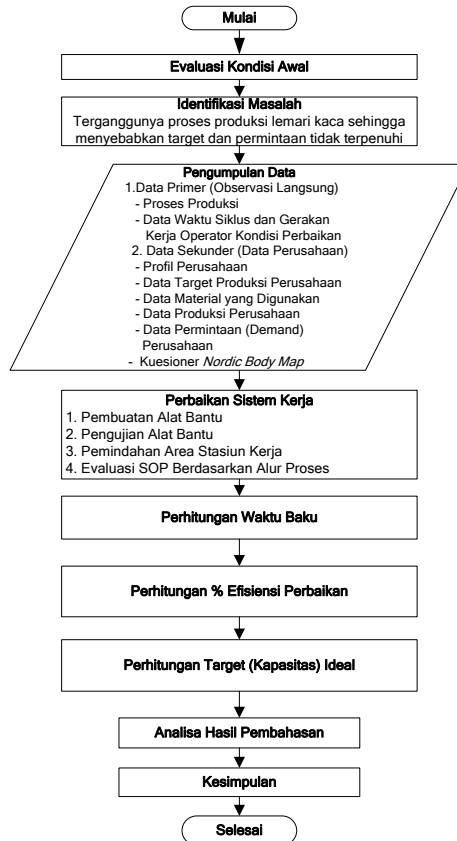 Mulai
Evaluasi Kondisi Awal
Identifikasi Masalah
Terganggunya proses produksi lemari kaca sehingga
menyebabkan target dan permintaan tidak terpenuhi
Pengumpulan Data
1.Data Primer (Observasi Langsung)
- Proses Produksi
- Data Waktu Siklus dan Gerakan
Kerja Operator Kondisi Perbaikan
2. Data Sekunder (Data Perusahaan)
- Profil Perusahaan
- Data Target Produksi Perusahaan
- Data Material yang Digunakan
- Data Produksi Perusahaan
- Data Permintaan (Demand)
Perusahaan
- Kuesioner Nordic Body Map
Perbaikan Sistem Kerja
1. Pembuatan Alat Bantu
2. Pengujian Alat Bantu
3. Pemindahan Area Stasiun Kerja
4. Evaluasi SOP Berdasarkan Alur Proses
Perhitungan Waktu Baku
Perhitungan % Efisiensi Perbaikan
Perhitungan Target (Kapasitas) Ideal
Analisa Hasil Pembahasan
Kesimpulan
Selesai